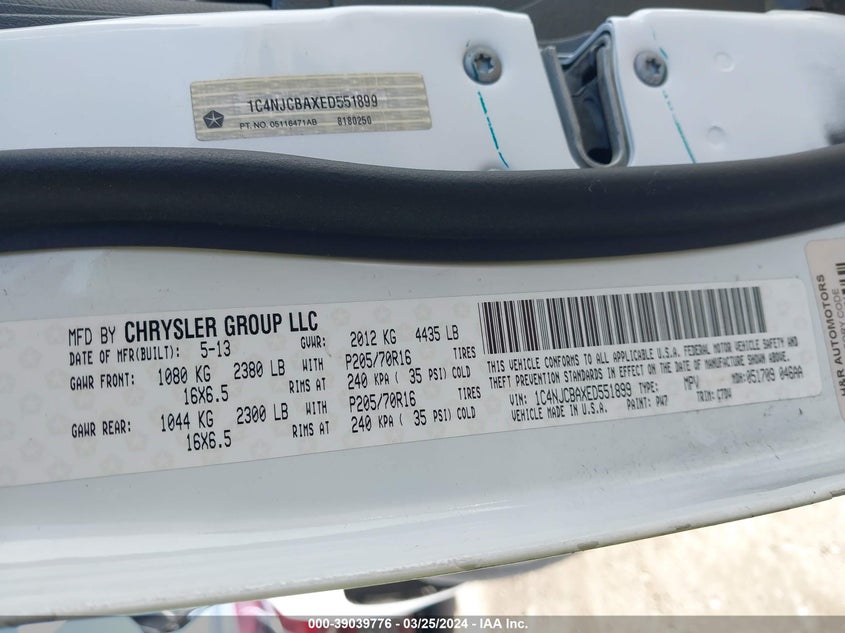 1C4NJCBAXED551899
PT. NO. 05116471AB 8180250
MFD BY CHRYSLER GROUP LLC
DATE OF MFR(BUILT): 5-13 GVWR: 2012 KG 4435 LB
GAWR FRONT: 1080 KG 2380 LB WITH P205/70R16 TIRES
16X6.5 RIMS AT 240 KPA ( 35 PSI) COLD
GAWR REAR: 1044 KG 2300 LB WITH P205/70R16 TIRES
16X6.5 RIMS AT 240 KPA ( 35 PSI) COLD
THIS VEHICLE CONFORMS TO ALL APPLICABLE U.S.A. FEDERAL MOTOR VEHICLE SAFETY AND
THEFT PREVENTION STANDARDS IN EFFECT ON THE DATE OF MANUFACTURE SHOWN ABOVE.
VIN: 1C4NJCBAXED551899 TYPE: MPV MDH: 051709 046AA
VEHICLE MADE IN U.S.A. PAINT: PW7 TRIM:
H&R AUTOMOTORS
000-39039776 — 03/25/2024 — IAA Inc.